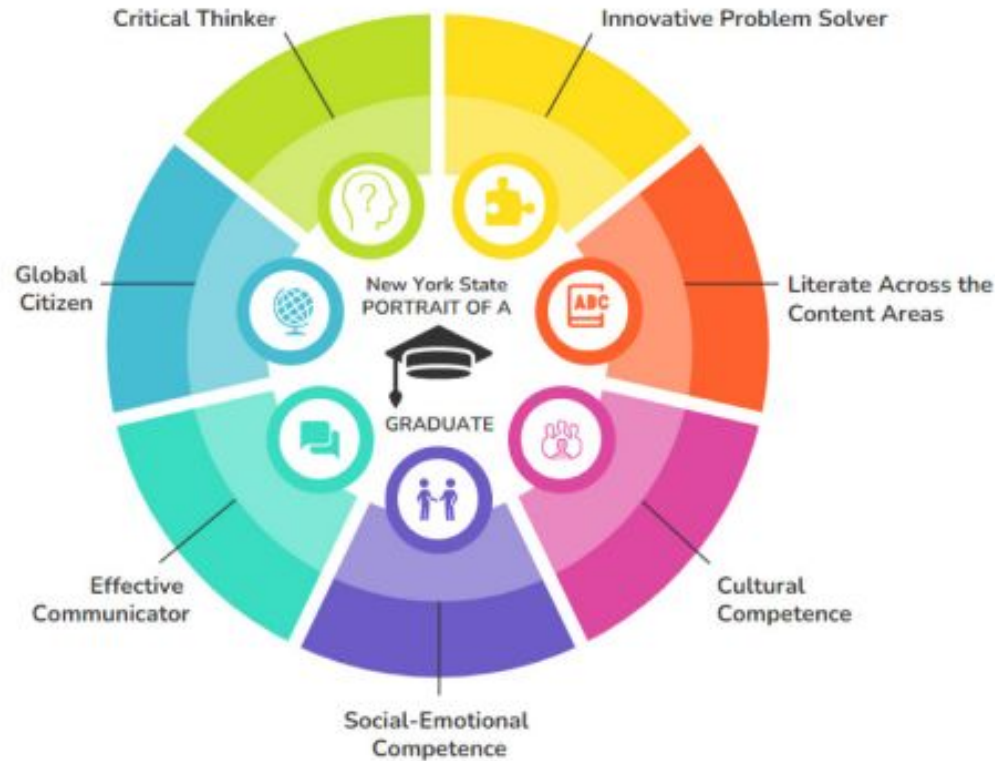 Critical Thinker
Innovative Problem Solver
Global
Citizen
New York State
PORTRAIT OF A
GRADUATE
ABC
Literate Across the
Content Areas
Effective
Communicator
Cultural
Competence
Social-Emotional
Competence